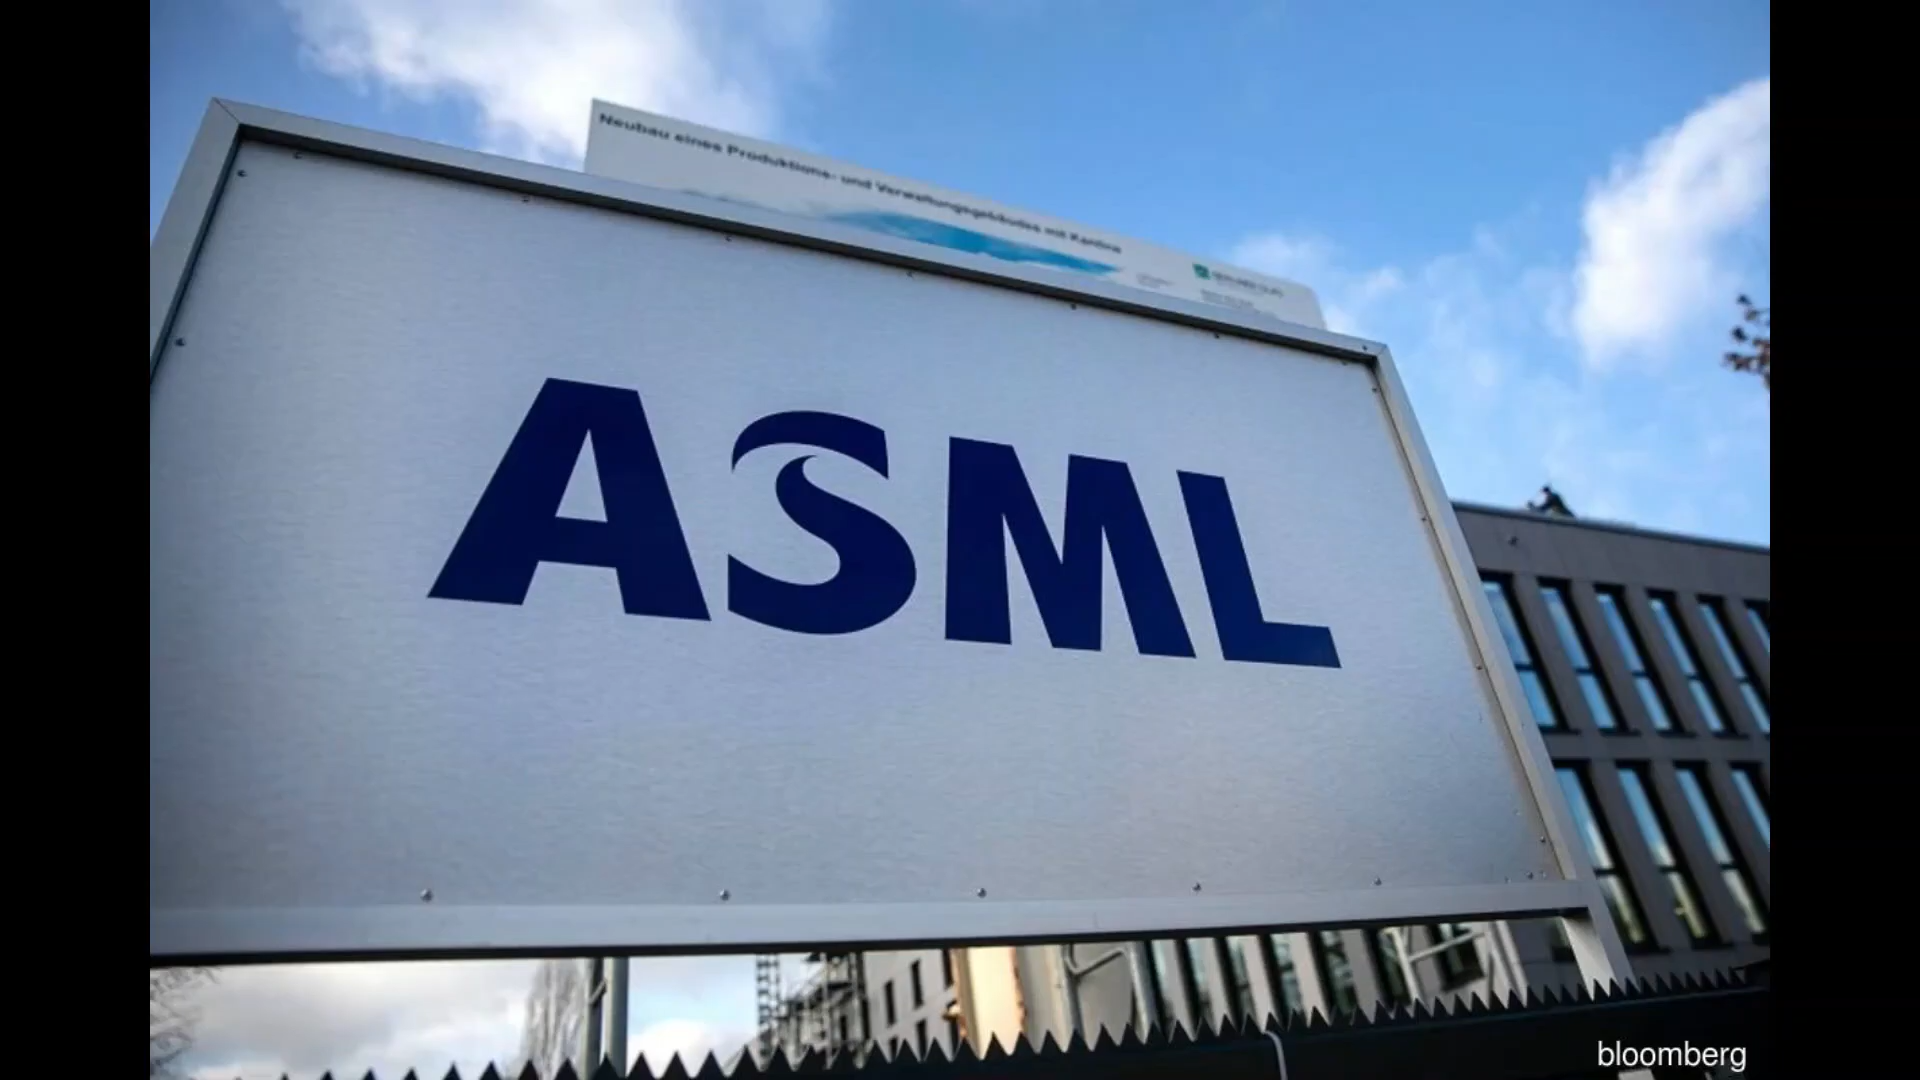 Neubau eines Produktions- und Verwaltungsgebäudes mit Kantine
ASML
bloomberg